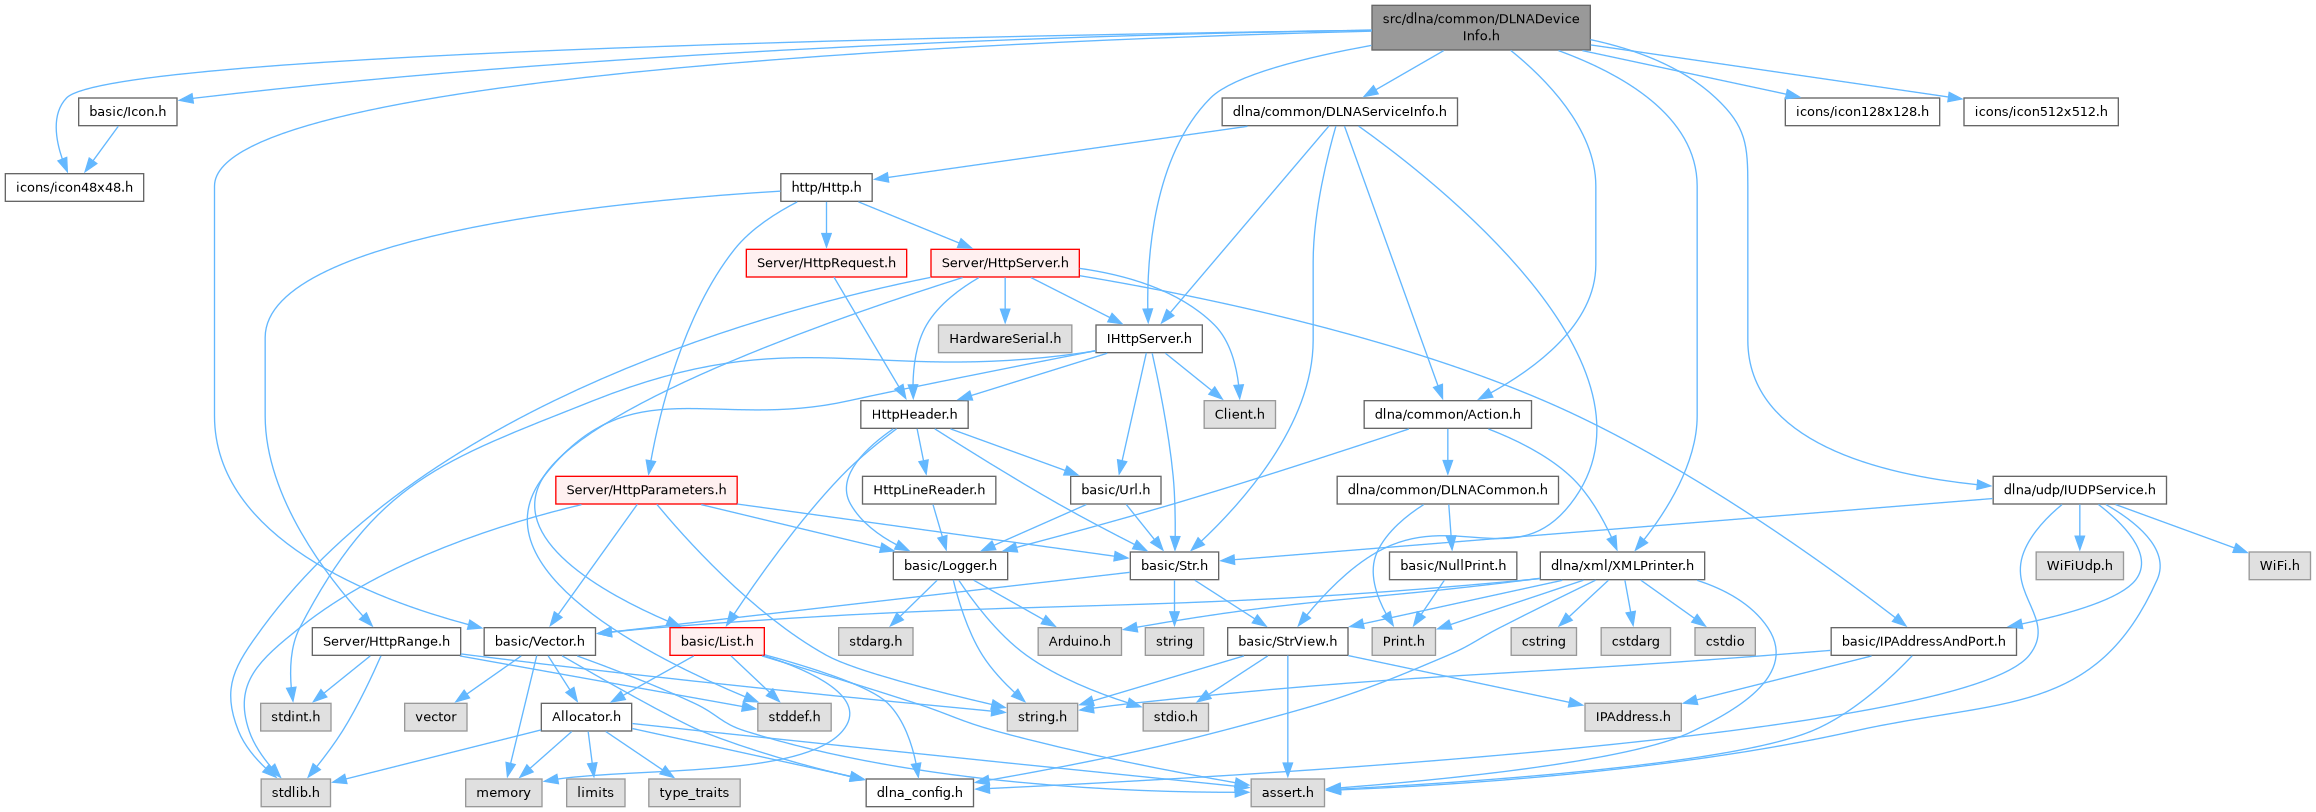 src/dlna/common/DLNADevice
Info.h
basic/Icon.h
dlna/common/DLNAServiceInfo.h
icons/icon128x128.h
icons/icon512x512.h
icons/icon48x48.h
http/Http.h
Server/HttpRequest.h
Server/HttpServer.h
HardwareSerial.h
IHttpServer.h
HttpHeader.h
Client.h
dlna/common/Action.h
Server/HttpParameters.h
HttpLineReader.h
basic/Url.h
dlna/common/DLNACommon.h
dlna/udp/IUDPService.h
basic/Logger.h
basic/Str.h
basic/NullPrint.h
dlna/xml/XMLPrinter.h
WiFiUdp.h
WiFi.h
Server/HttpRange.h
basic/Vector.h
basic/List.h
stdarg.h
Arduino.h
string
basic/StrView.h
Print.h
cstring
cstdarg
cstdio
basic/IPAddressAndPort.h
stdint.h
vector
Allocator.h
stddef.h
string.h
stdio.h
IPAddress.h
stdlib.h
memory
limits
type_traits
dlna_config.h
assert.h